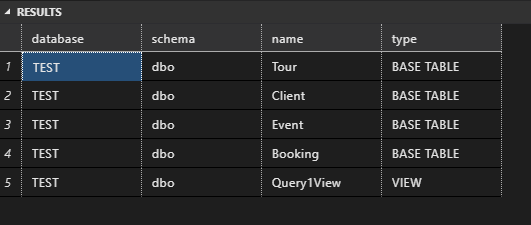 RESULTS
database schema name type
1 TEST dbo Tour BASE TABLE
2 TEST dbo Client BASE TABLE
3 TEST dbo Event BASE TABLE
4 TEST dbo Booking BASE TABLE
5 TEST dbo Query1View VIEW